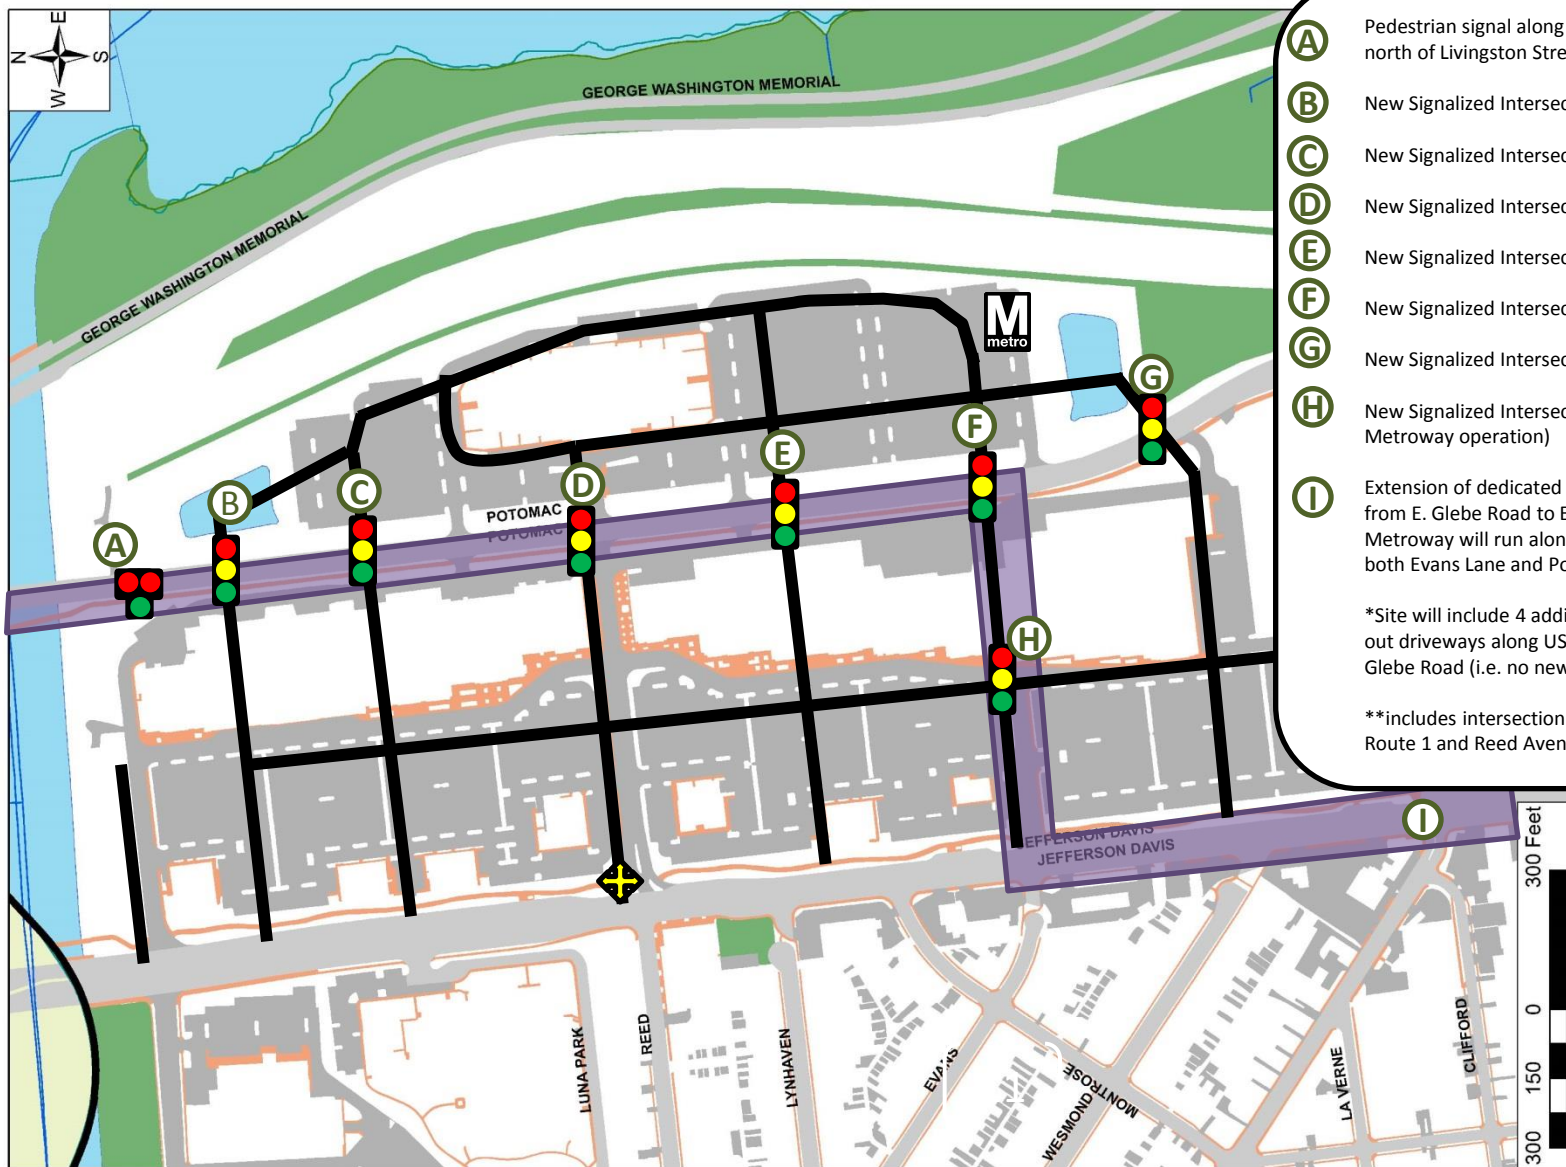 E
N
S
W
GEORGE WASHINGTON MEMORIAL
GEORGE WASHINGTON MEMORIAL
M
metro
A
B
C
D
E
F
G
H
I
POTOMAC
POTOMAC
EFFERSON DAVIS
JEFFERSON DAVIS
LUNA PARK
REED
LYNHAVEN
EVANS
WESMOND
MONTROSE
LA VERNE
CLIFFORD
A
Pedestrian signal along
north of Livingston Stre
B
New Signalized Intersec
C
New Signalized Intersec
D
New Signalized Intersec
E
New Signalized Intersec
F
New Signalized Intersec
G
New Signalized Intersec
H
New Signalized Intersec
Metroway operation)
I
Extension of dedicated
from E. Glebe Road to E
Metroway will run alon
both Evans Lane and Po
*Site will include 4 addi
out driveways along US
Glebe Road (i.e. no new
**includes intersection
Route 1 and Reed Aven
300 Feet
0
150
300